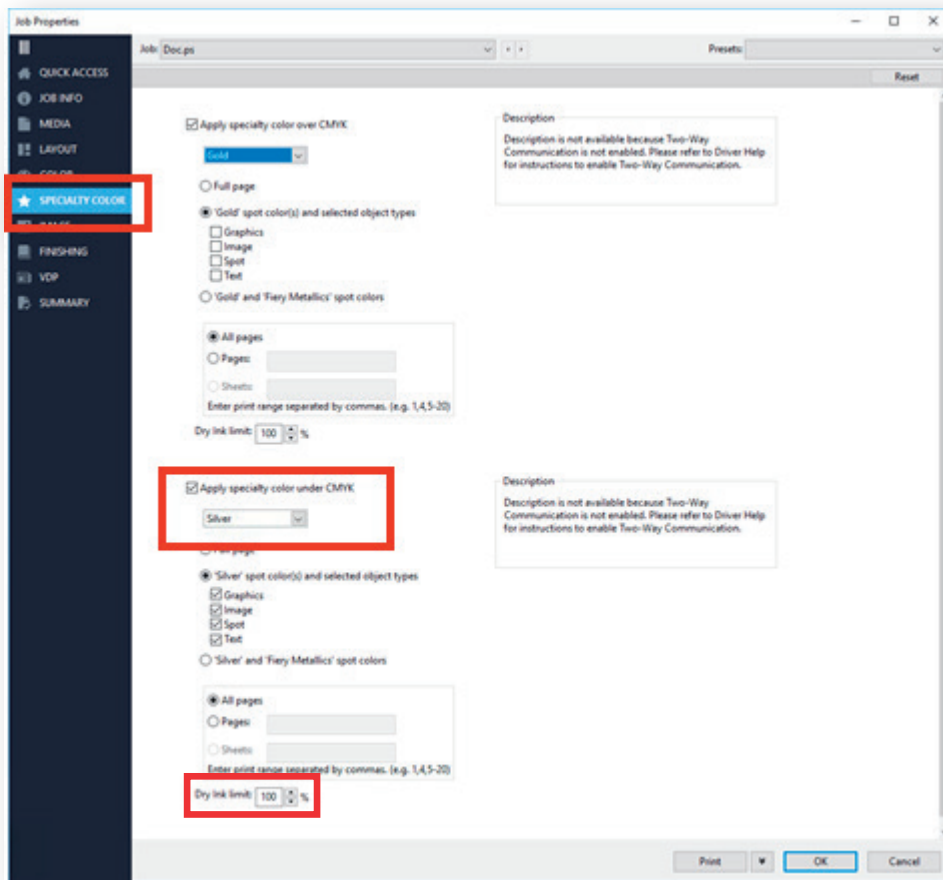 Job Properties
Job: Doc.ps
Presets:
Reset
QUICK ACCESS
JOB INFO
MEDIA
LAYOUT
COLOR
SPECIALTY COLOR
FINISHING
VDP
SUMMARY
Apply specialty color over CMYK
Gold
Full page
'Gold' spot color(s) and selected object types
Graphics
Image
Spot
Text
'Gold' and 'Fiery Metallics' spot colors
All pages
Pages:
Sheets:
Enter print range separated by commas. (e.g. 1,4,5-20)
Dry Ink limit: 100 %
Description
Description is not available because Two-Way
Communication is not enabled. Please refer to Driver Help
for instructions to enable Two-Way Communication.
Apply specialty color under CMYK
Silver
Full page
'Silver' spot color(s) and selected object types
Graphics
Image
Spot
Text
'Silver' and 'Fiery Metallics' spot colors
All pages
Pages:
Sheets:
Enter print range separated by commas. (e.g. 1,4,5-20)
Dry Ink limit: 100 %
Description
Description is not available because Two-Way
Communication is not enabled. Please refer to Driver Help
for instructions to enable Two-Way Communication.
Print
OK
Cancel